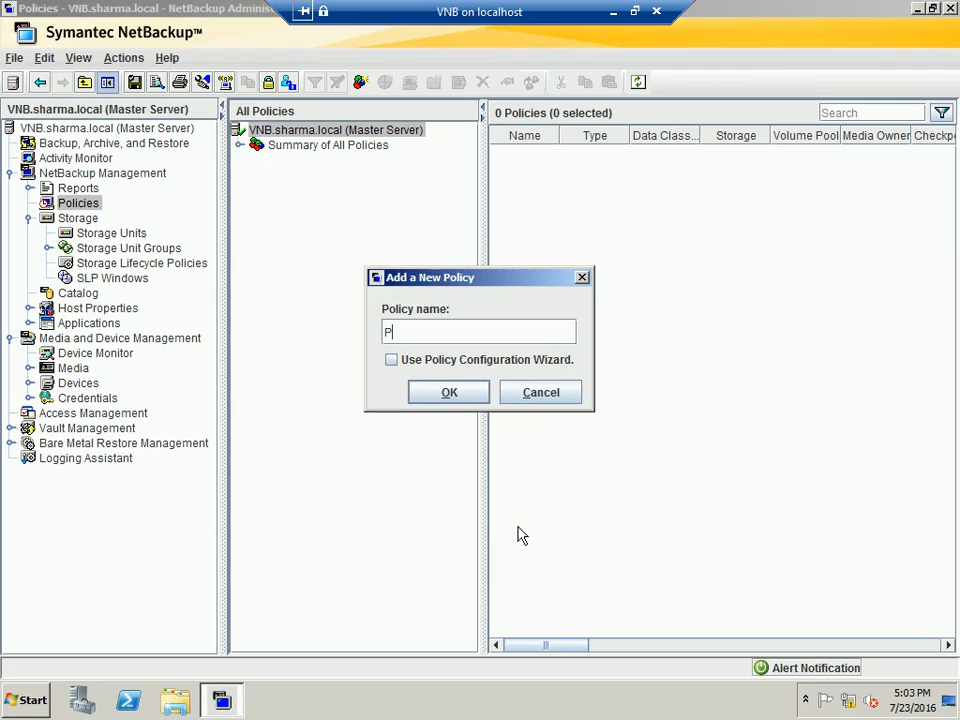 Policies - VNB.sharma.local - NetBackup Adminis
VNB on localhost
Symantec NetBackup™
File Edit View Actions Help
VNB.sharma.local (Master Server)
VNB.sharma.local (Master Server)
Backup, Archive, and Restore
Activity Monitor
NetBackup Management
Reports
Policies
Storage
Storage Units
Storage Unit Groups
Storage Lifecycle Policies
SLP Windows
Catalog
Host Properties
Applications
Media and Device Management
Device Monitor
Media
Devices
Credentials
Access Management
Vault Management
Bare Metal Restore Management
Logging Assistant
All Policies
VNB.sharma.local (Master Server)
Summary of All Policies
0 Policies (0 selected)
Search
Name Type Data Class... Storage Volume Pool Media Owner Checkpo
Add a New Policy
Policy name:
P
Use Policy Configuration Wizard.
OK Cancel
Alert Notification
Start
5:03 PM
7/23/2016